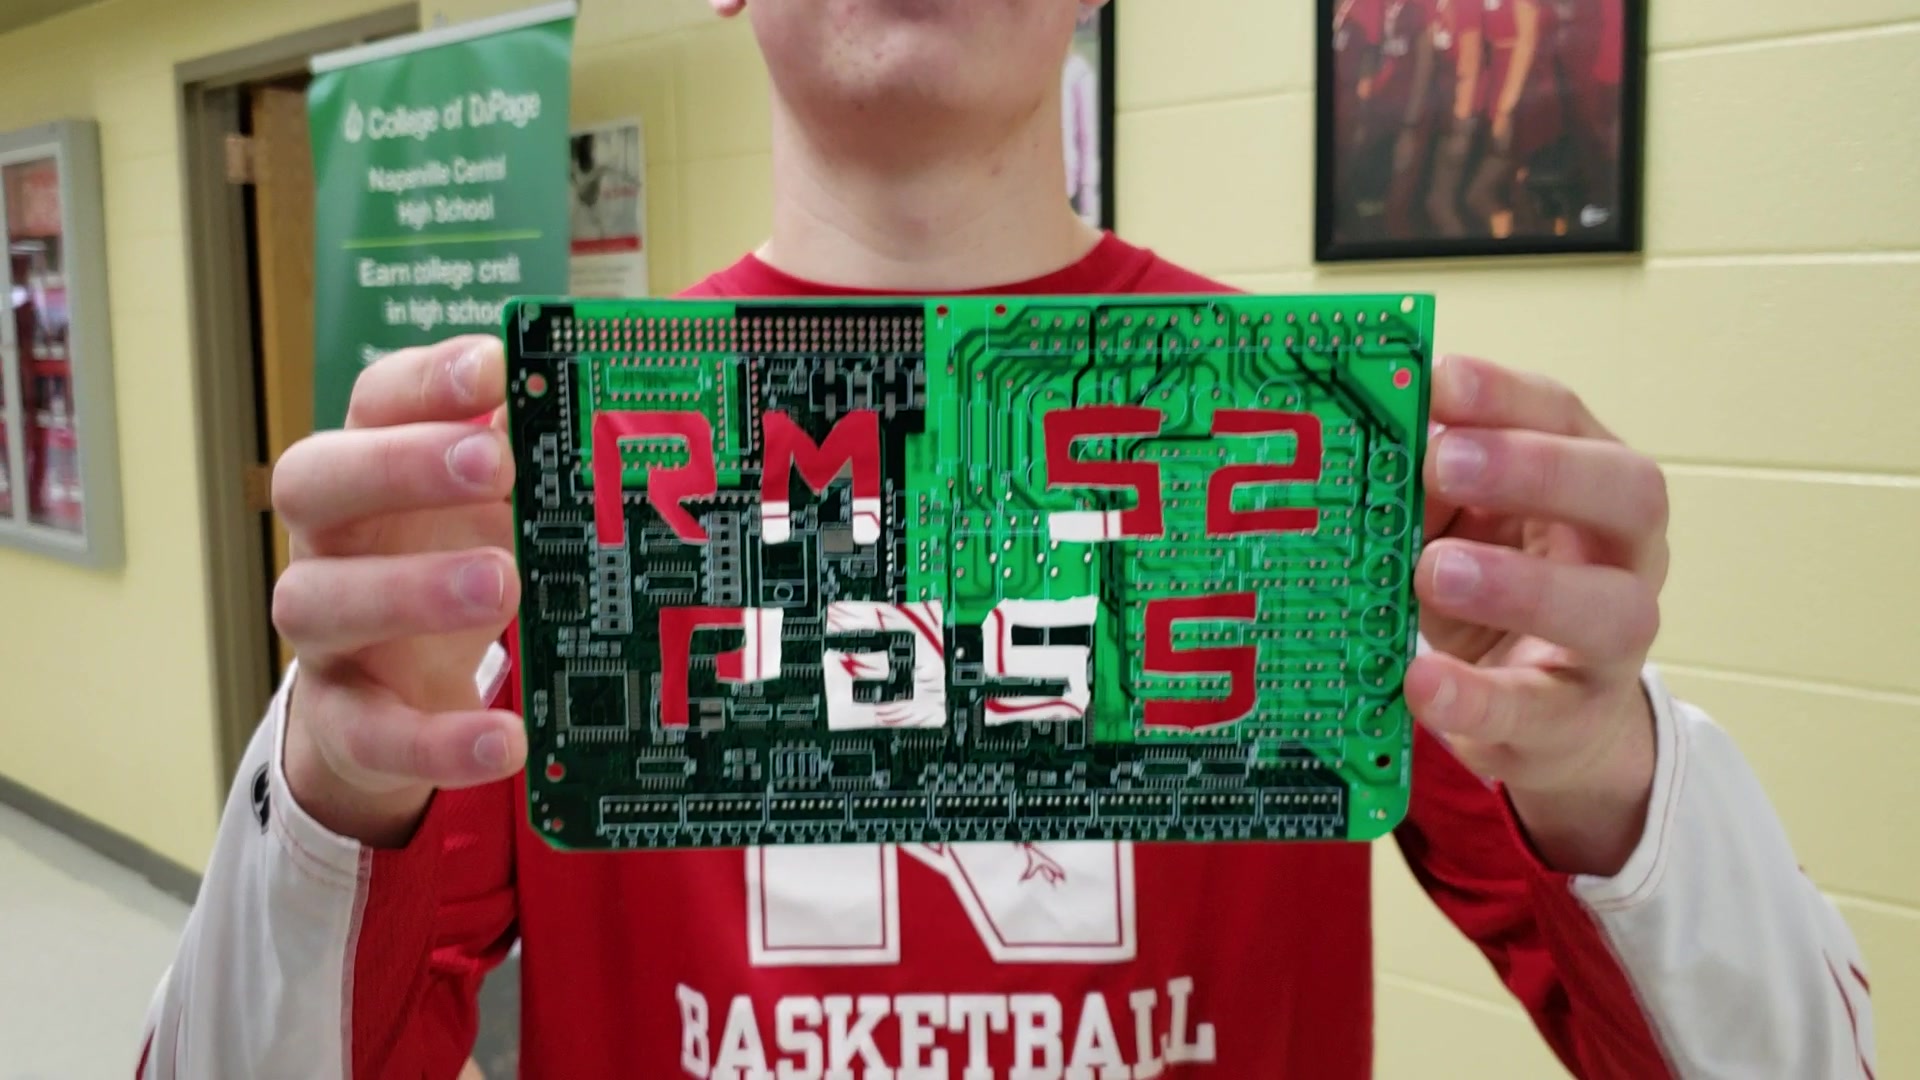 College of DuPage
Naperville Central
High School
Earn college credit
in high school
RM 52
PaSS
N
BASKETBALL